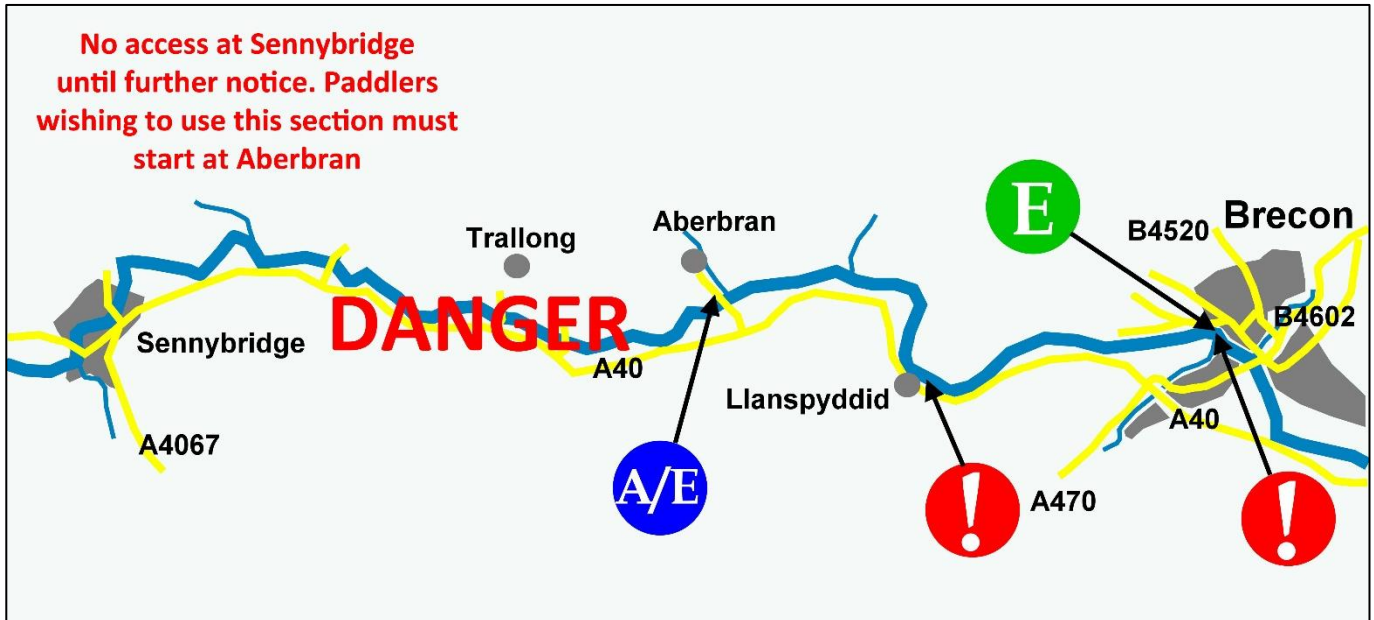 No access at Sennybridge
until further notice. Paddlers
wishing to use this section must
start at Aberbran
E
Brecon
B4520
Aberbran
Trallong
B4602
DANGER
Sennybridge
A40
Llanspyddid
A40
A4067
A/E
!
A470
!